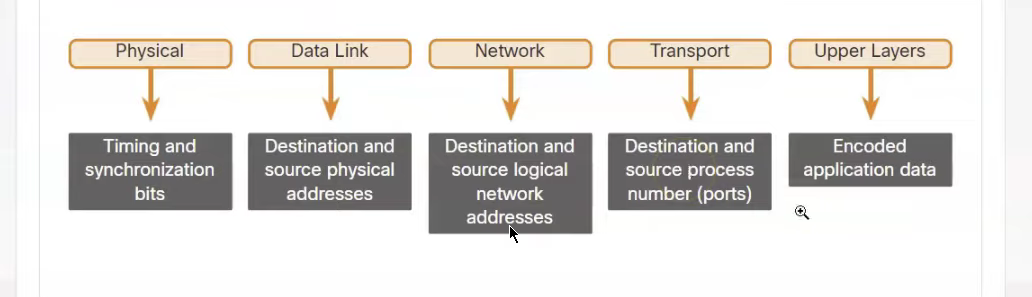 Physical
Data Link
Network
Transport
Upper Layers
Timing and
synchronization
bits
Destination and
source physical
addresses
Destination and
source logical
network
addresses
Destination and
source process
number (ports)
Encoded
application data